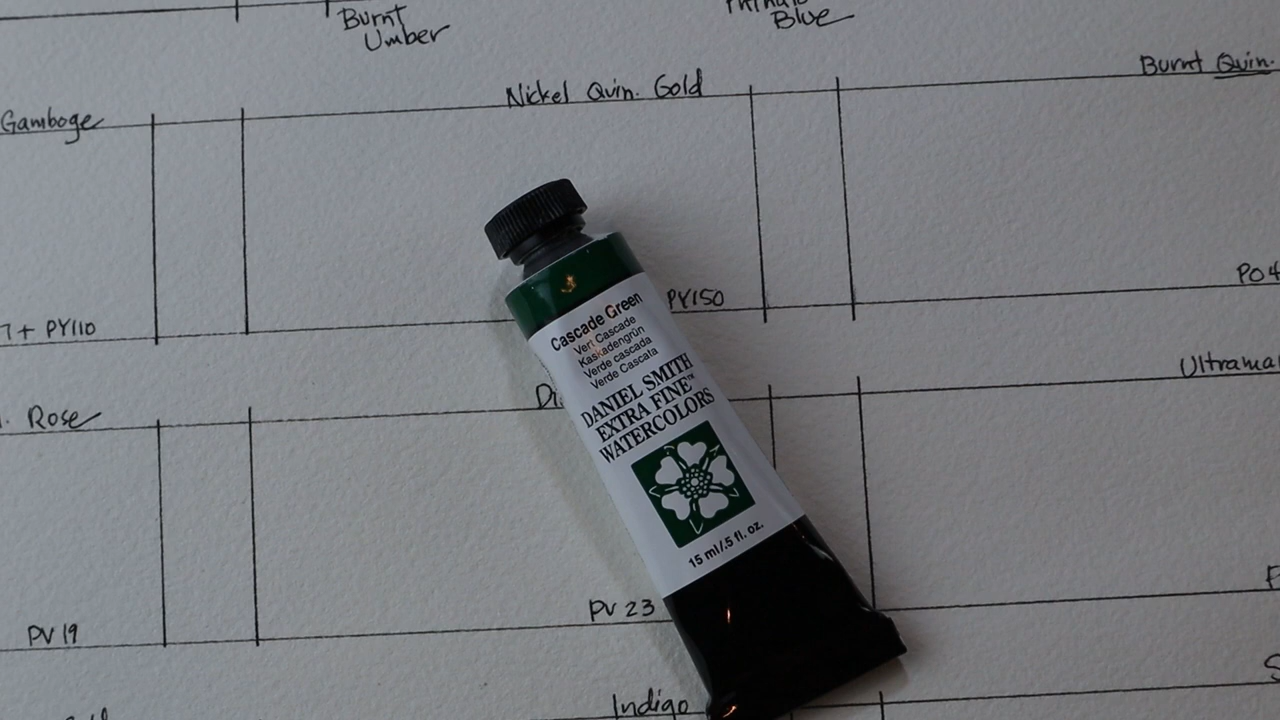 Burnt
Umber
Blue
Burnt Quin.
Nickel Quin. Gold
Gamboge
PO4
PY150
+ PY110
Cascade Green
Vert Cascade
Kaskadengrün
Verde cascada
Verde Cascata
DANIEL SMITH
EXTRA FINE™
WATERCOLORS
15 ml/.5 fl. oz.
Rose
PV 23
PV 19
Indigo